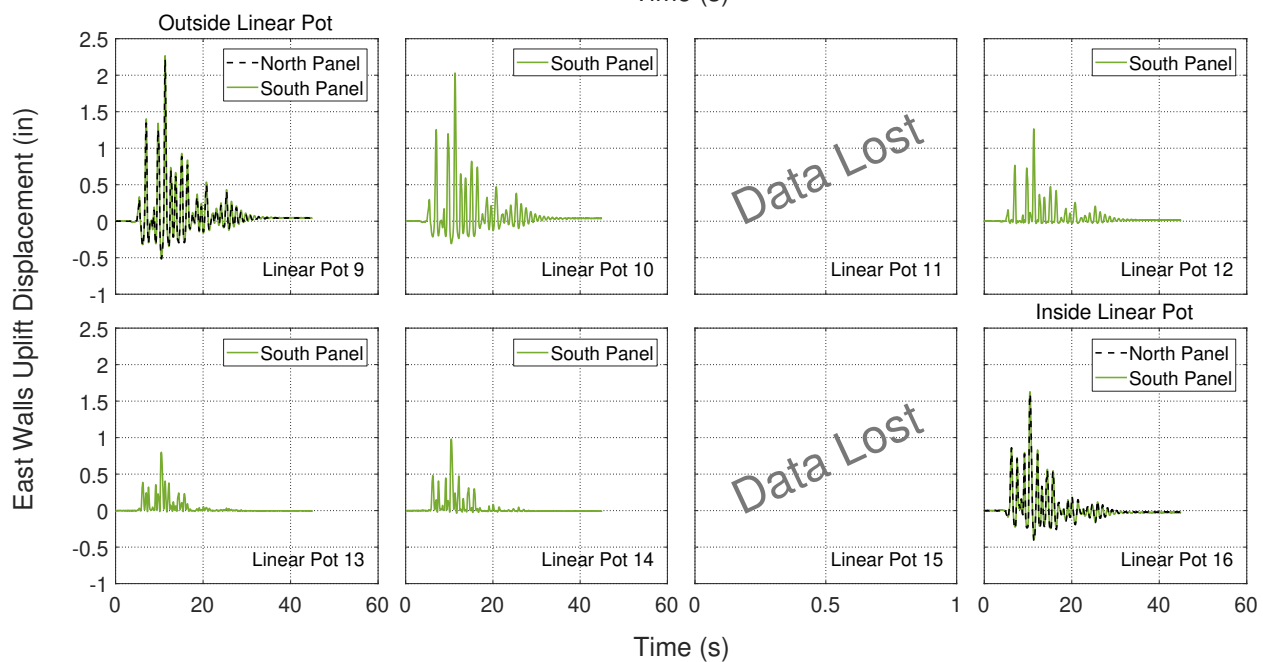 Time (s)
Outside Linear Pot
East Walls Uplift Displacement (in)
2.5
2
1.5
1
0.5
0
-0.5
-1
North Panel
South Panel
Linear Pot 9
South Panel
Linear Pot 10
Data Lost
Linear Pot 11
South Panel
Linear Pot 12
2.5
2
1.5
1
0.5
0
-0.5
-1
South Panel
Linear Pot 13
0 20 40 60
South Panel
Linear Pot 14
0 20 40 60
Data Lost
Linear Pot 15
0 0.5 1
Inside Linear Pot
North Panel
South Panel
Linear Pot 16
0 20 40 60
Time (s)